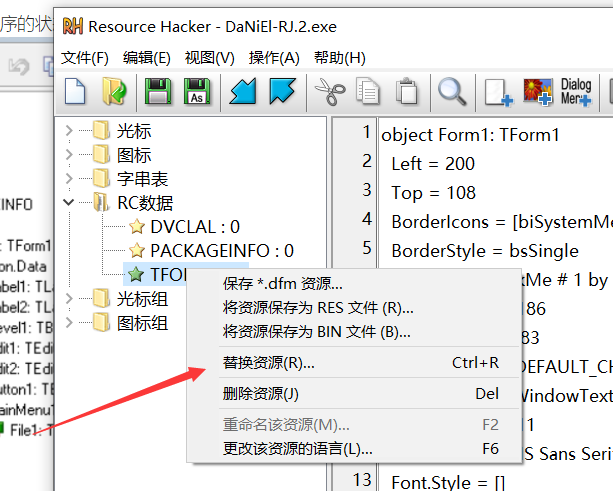 序的状
Resource Hacker - DaNiEl-RJ.2.exe
文件(F) 编辑(E) 视图(V) 操作(A) 帮助(H)
As
Dialog
Menu
光标
图标
字串表
RC数据
DVCLAL : 0
PACKAGEINFO : 0
TFO
光标组
图标组
INFO
: TForm1
on.Data
abel1: TLa
abel2: TLa
evel1: TB
dit1: TEdi
dit2: TEdi
utton1: TB
ainMenu1
File1: T
1 object Form1: TForm1
2 Left = 200
3 Top = 108
4 BorderIcons = [biSystemMe
5 BorderStyle = bsSingle
kMe # 1 by
186
83
DEFAULT_CH
WindowText
11
S Sans Serif
13 Font.Style = []
保存 *.dfm 资源...
将资源保存为 RES 文件 (R)...
将资源保存为 BIN 文件 (B)...
替换资源(R)... Ctrl+R
删除资源(J) Del
重命名该资源(M)... F2
更改该资源的语言(L)... F6